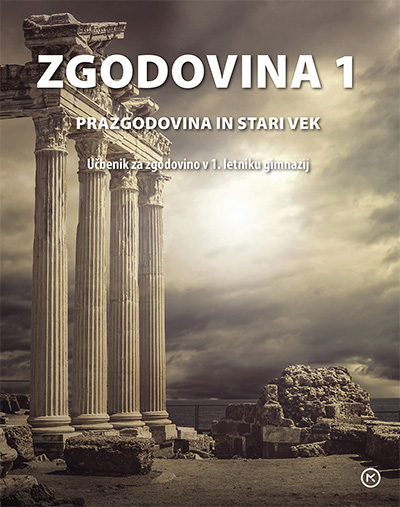 ZGODOVINA 1
PRAZGODOVINA IN STARI VEK
Učbenik za zgodovino v 1. letniku gimnazij